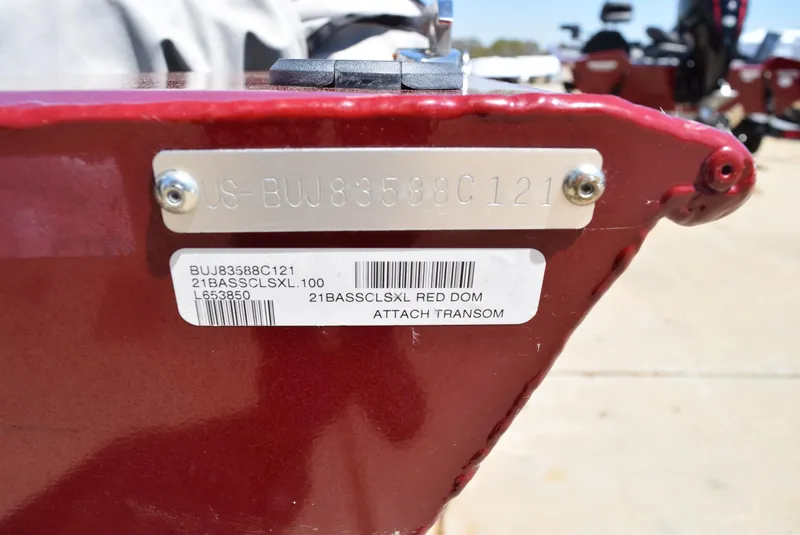 US-BUJ83588C121
BUJ83588C121
21BASSCLSXL.100
L653850
21BASSCLSXL RED DOM
ATTACH TRANSOM